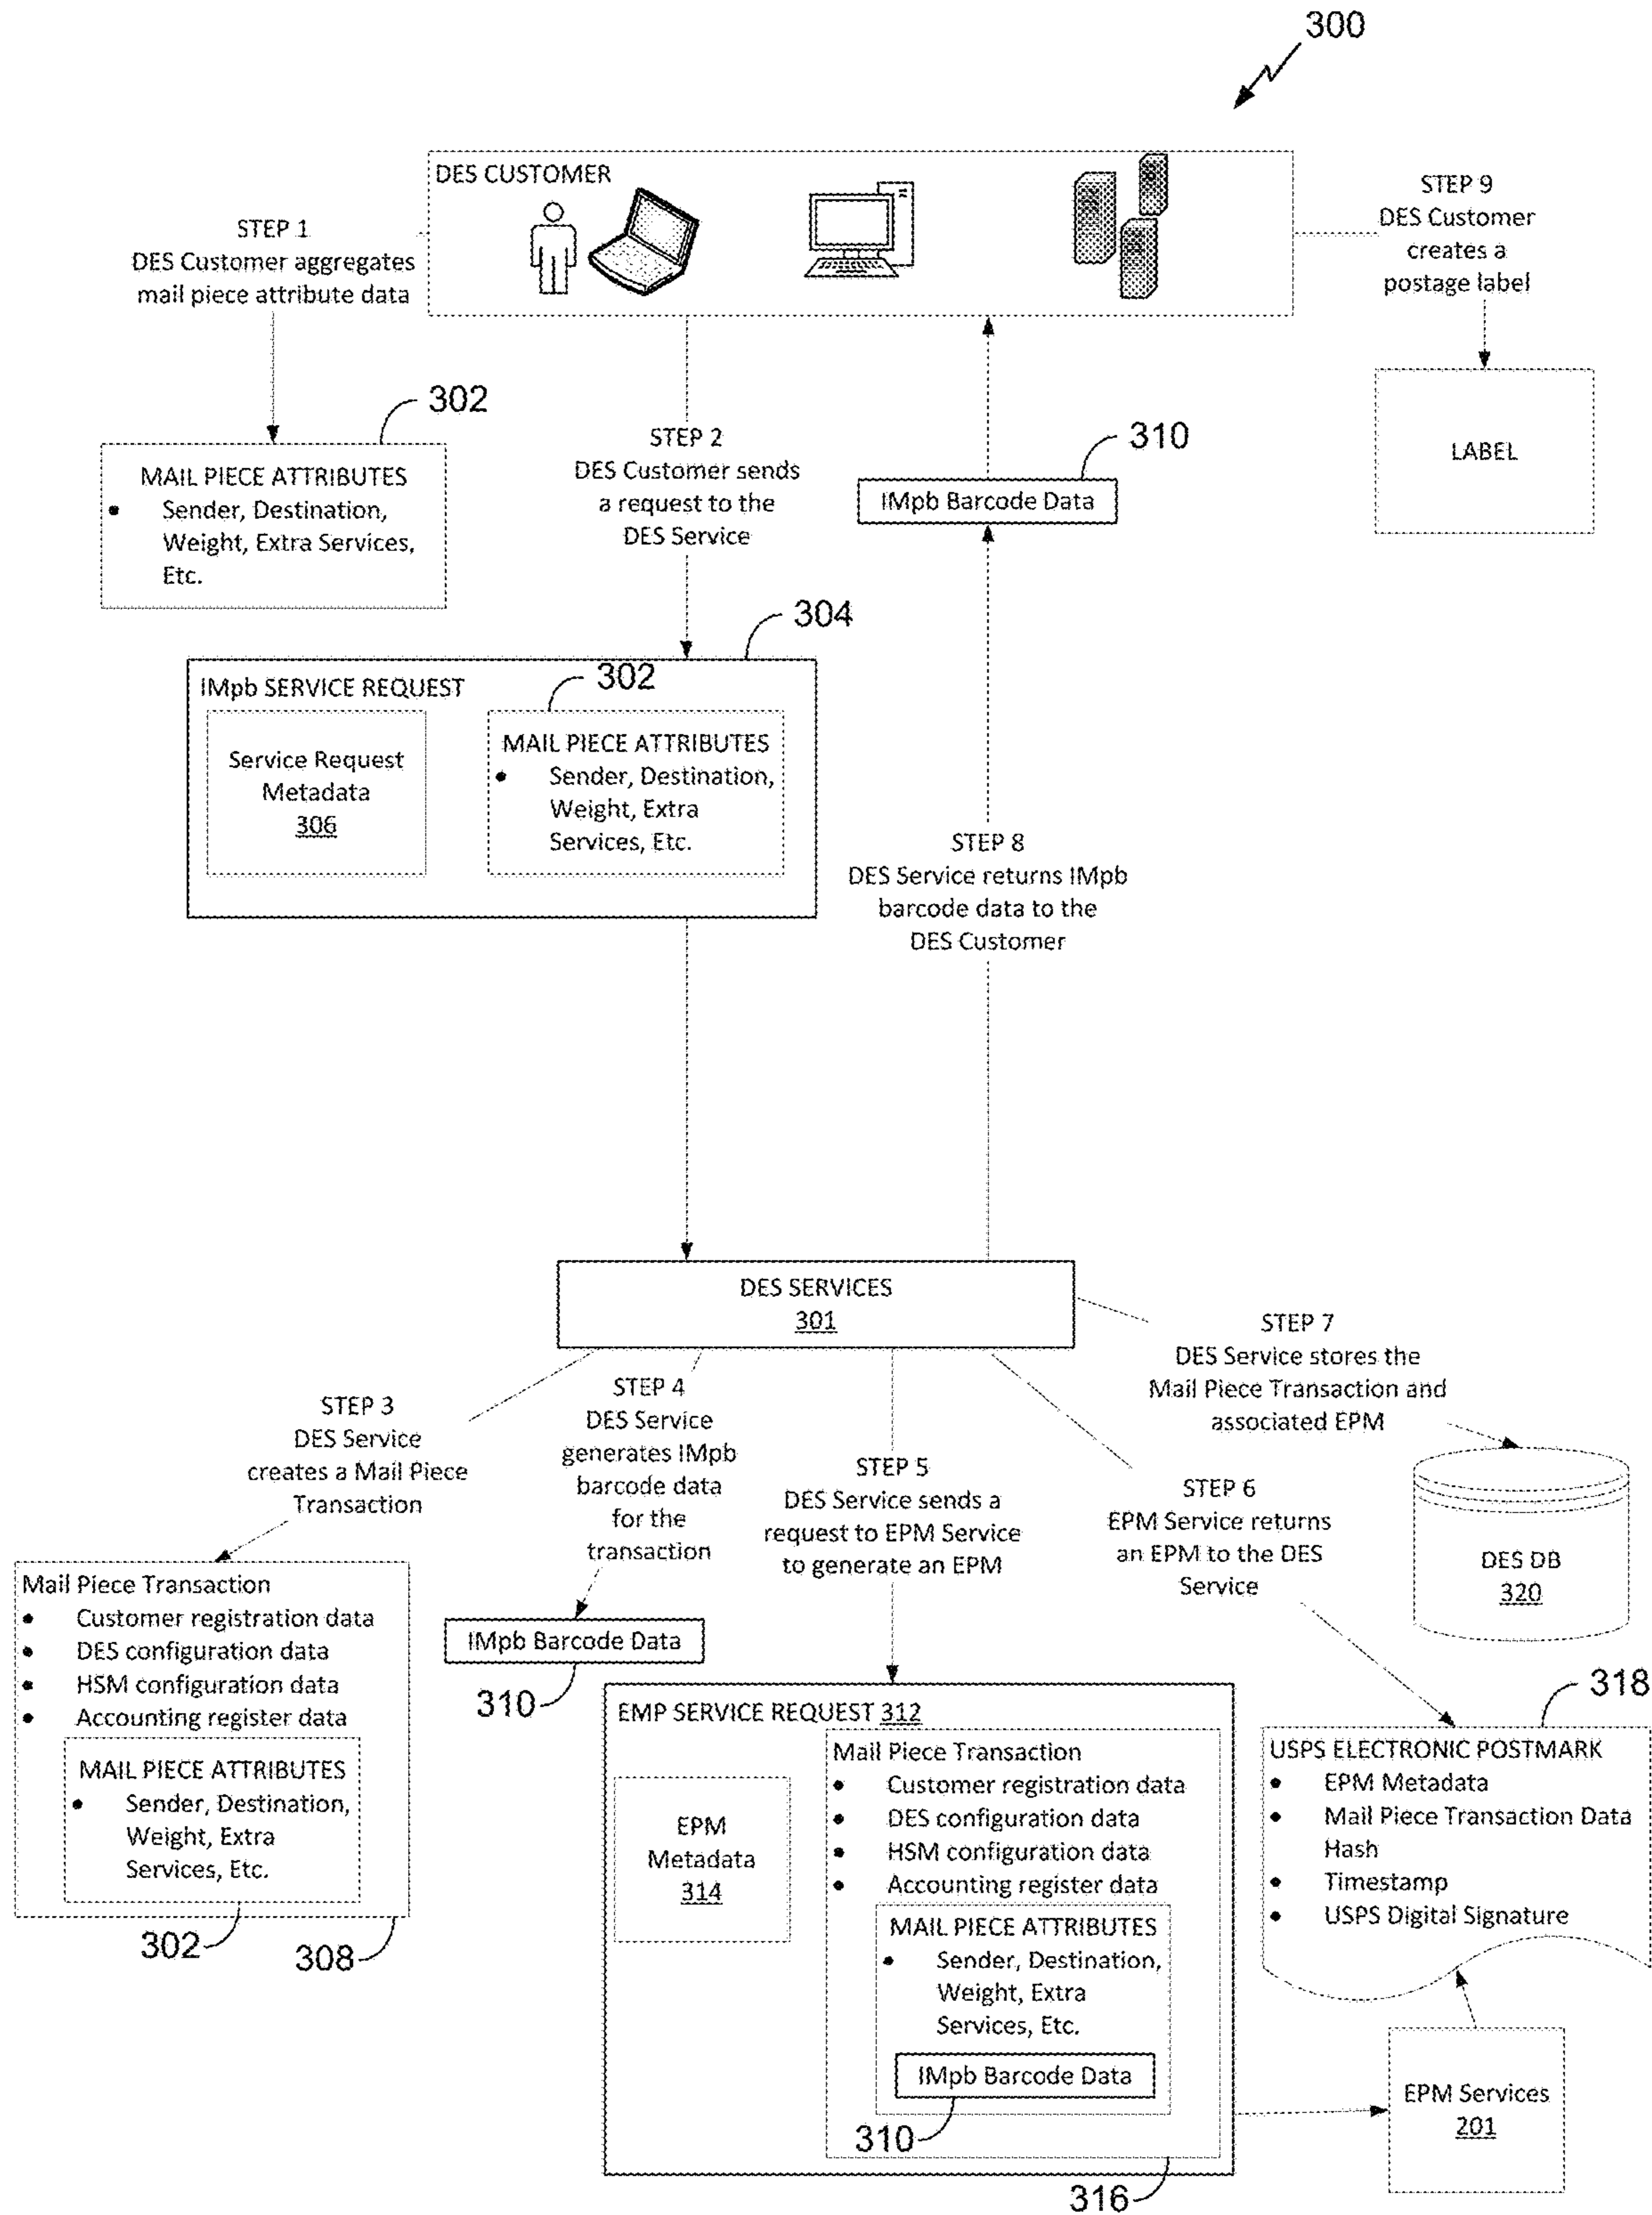 300
DES CUSTOMER
STEP 1
DES Customer aggregates
mail piece attribute data
STEP 9
DES Customer
creates a
postage label
302
MAIL PIECE ATTRIBUTES
• Sender, Destination,
Weight, Extra Services,
Etc.
STEP 2
DES Customer sends
a request to the
DES Service
310
IMpb Barcode Data
LABEL
304
IMpb SERVICE REQUEST
Service Request
Metadata
306
302
MAIL PIECE ATTRIBUTES
• Sender, Destination,
Weight, Extra
Services, Etc.
STEP 8
DES Service returns IMpb
barcode data to the
DES Customer
DES SERVICES
301
STEP 3
DES Service
creates a Mail Piece
Transaction
STEP 4
DES Service
generates IMpb
barcode data
for the
transaction
STEP 5
DES Service sends a
request to EPM Service
to generate an EPM
STEP 6
EPM Service returns
an EPM to the DES
Service
STEP 7
DES Service stores the
Mail Piece Transaction and
associated EPM
DES DB
320
Mail Piece Transaction
• Customer registration data
• DES configuration data
• HSM configuration data
• Accounting register data
MAIL PIECE ATTRIBUTES
• Sender, Destination,
Weight, Extra
Services, Etc.
302
308
IMpb Barcode Data
310
EMP SERVICE REQUEST 312
EPM
Metadata
314
Mail Piece Transaction
• Customer registration data
• DES configuration data
• HSM configuration data
• Accounting register data
MAIL PIECE ATTRIBUTES
• Sender, Destination,
Weight, Extra
Services, Etc.
IMpb Barcode Data
310
316
318
USPS ELECTRONIC POSTMARK
• EPM Metadata
• Mail Piece Transaction Data
Hash
• Timestamp
• USPS Digital Signature
EPM Services
201